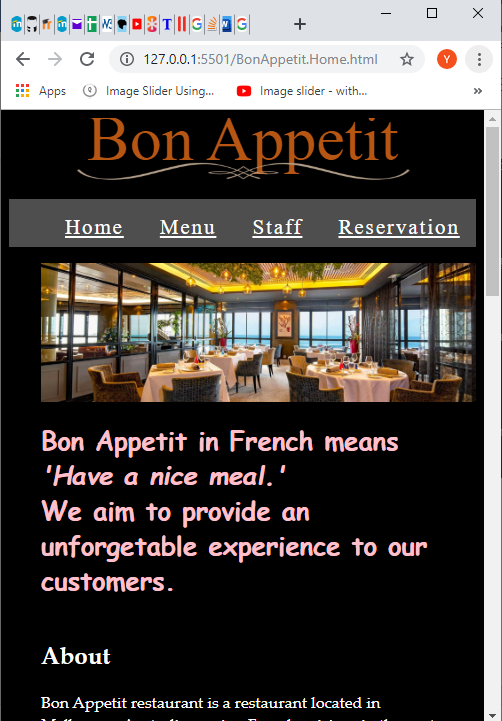 127.0.0.1:5501/BonAppetit.Home.html
Y
Apps
Image Slider Using...
Image slider - with...
»
Bon Appetit
Home Menu Staff Reservation
Bon Appetit in French means
'Have a nice meal.'
We aim to provide an
unforgetable experience to our
customers.
About
Bon Appetit restaurant is a restaurant located in